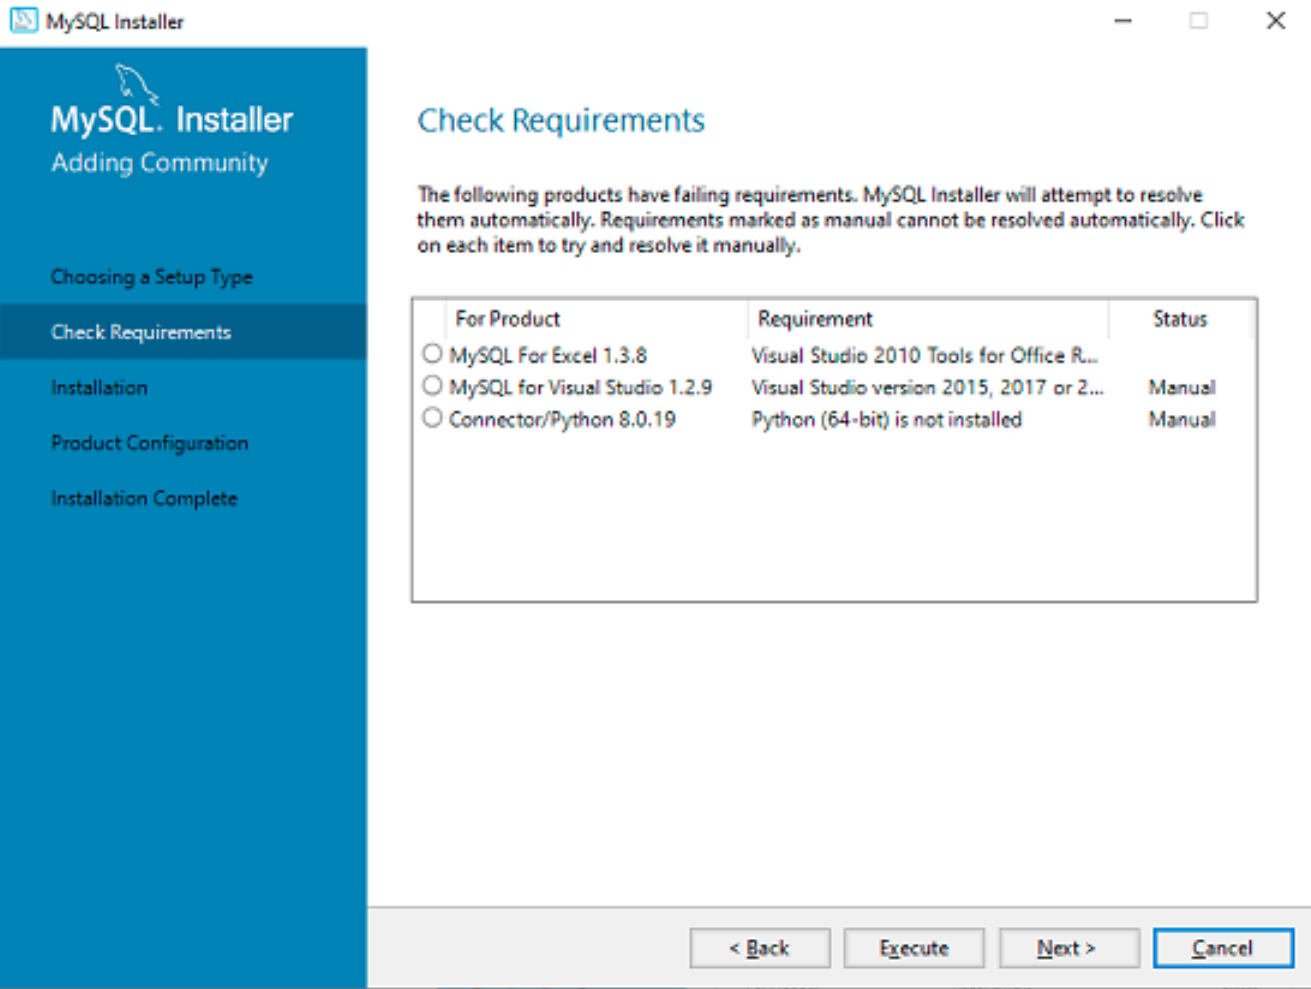 MySQL Installer
MySQL. Installer
Adding Community
Choosing a Setup Type
Check Requirements
Installation
Product Configuration
Installation Complete
Check Requirements
The following products have failing requirements. MySQL Installer will attempt to resolve
them automatically. Requirements marked as manual cannot be resolved automatically. Click
on each item to try and resolve it manually.
For Product Requirement Status
MySQL For Excel 1.3.8 Visual Studio 2010 Tools for Office R...
MySQL for Visual Studio 1.2.9 Visual Studio version 2015, 2017 or 2... Manual
Connector/Python 8.0.19 Python (64-bit) is not installed Manual
< Back Execute Next > Cancel